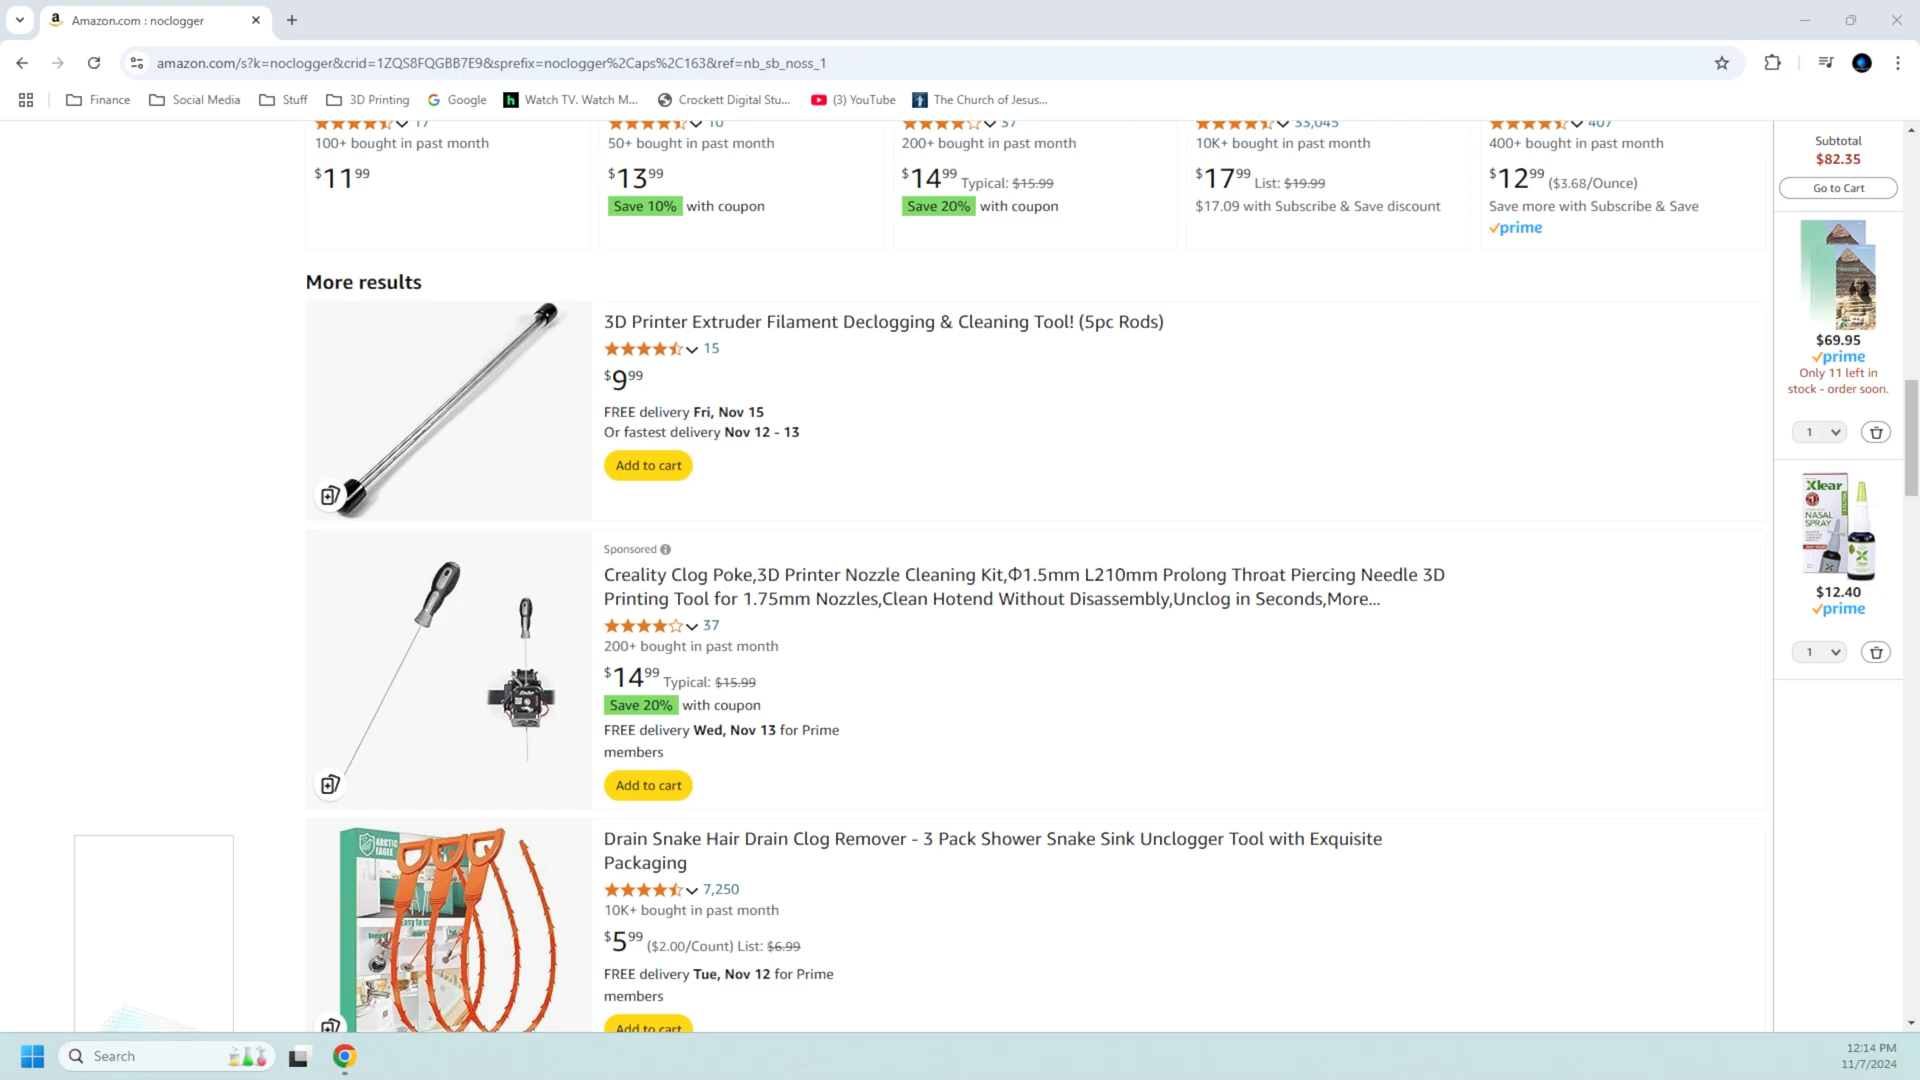 Amazon.com : noclogger
amazon.com/s?k=noclogger&crid=1ZQS8FQGBB7E9&sprefix=noclogger%2Caps%2C163&ref=nb_sb_noss_1
Finance
Social Media
Stuff
3D Printing
Google
Watch TV. Watch M...
Crockett Digital Stu...
(3) YouTube
The Church of Jesus...
17
100+ bought in past month
$11 99
10
50+ bought in past month
$13 99
Save 10% with coupon
37
200+ bought in past month
$14 99 Typical: $15.99
Save 20% with coupon
33,045
10K+ bought in past month
$17 99 List: $19.99
$17.09 with Subscribe & Save discount
407
400+ bought in past month
$12 99 ($3.68/Ounce)
Save more with Subscribe & Save
prime
More results
3D Printer Extruder Filament Declogging & Cleaning Tool! (5pc Rods)
15
$9 99
FREE delivery Fri, Nov 15
Or fastest delivery Nov 12 - 13
Add to cart
Sponsored
Creality Clog Poke,3D Printer Nozzle Cleaning Kit,Φ1.5mm L210mm Prolong Throat Piercing Needle 3D
Printing Tool for 1.75mm Nozzles,Clean Hotend Without Disassembly,Unclog in Seconds,More...
37
200+ bought in past month
$14 99 Typical: $15.99
Save 20% with coupon
FREE delivery Wed, Nov 13 for Prime
members
Add to cart
ARCTIC
EAGLE
Easy to use
Drain Snake Hair Drain Clog Remover - 3 Pack Shower Snake Sink Unclogger Tool with Exquisite
Packaging
7,250
10K+ bought in past month
$5 99 ($2.00/Count) List: $6.99
FREE delivery Tue, Nov 12 for Prime
members
Add to cart
Subtotal
$82.35
Go to Cart
$69.95
prime
Only 11 left in
stock - order soon.
1
Xlear
NASAL
SPRAY
$12.40
prime
1
Search
12:14 PM
11/7/2024